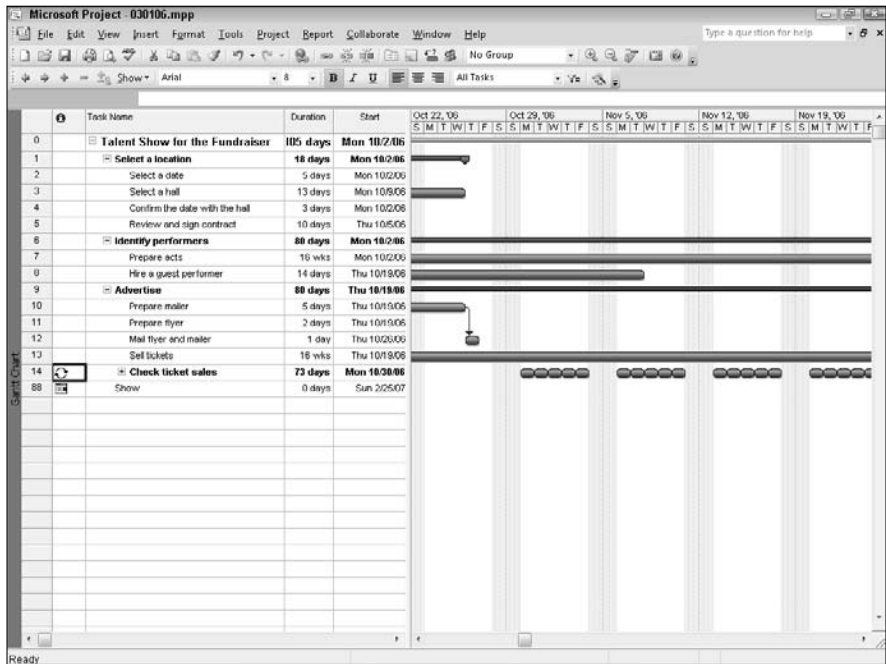 Microsoft Project - 030106.mpp
File Edit View Insert Format Tools Project Report Collaborate Window Help Type a question for help
No Group
Show Arial 8 B I U All Tasks
Task Name Duration Start Oct 22, '06 Oct 29, '06 Nov 5, '06 Nov 12, '06 Nov 19, '06
S M T W T F S S M T W T F S S M T W T F S S M T W T F S S M T W T F
0 Talent Show for the Fundraiser 105 days Mon 10/2/06
1 Select a location 18 days Mon 10/2/06
2 Select a date 5 days Mon 10/2/06
3 Select a hall 13 days Mon 10/9/06
4 Confirm the date with the hall 3 days Mon 10/2/06
5 Review and sign contract 10 days Thu 10/5/06
6 Identify performers 80 days Mon 10/2/06
7 Prepare acts 16 wks Mon 10/2/06
8 Hire a guest performer 14 days Thu 10/19/06
9 Advertise 80 days Thu 10/19/06
10 Prepare mailer 5 days Thu 10/19/06
11 Prepare flyer 2 days Thu 10/19/06
12 Mail flyer and mailer 1 day Thu 10/26/06
13 Sell tickets 16 wks Thu 10/19/06
14 Check ticket sales 73 days Mon 10/30/06
88 Show 0 days Sun 2/25/07
Gantt Chart
Ready